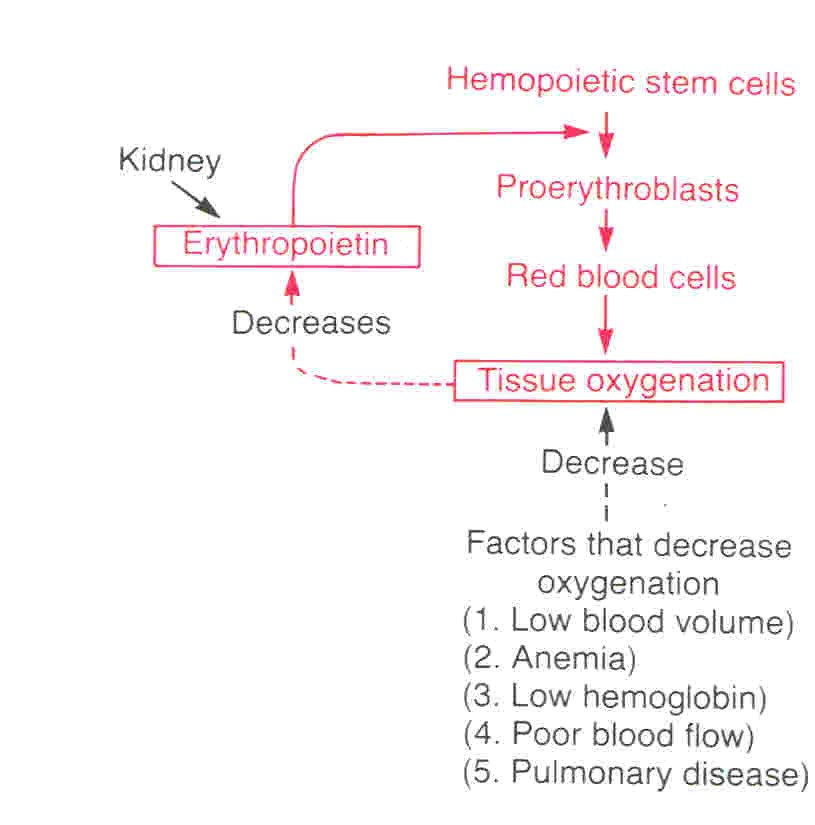 Hemopoietic stem cells
Kidney
Proerythroblasts
Erythropoietin
Red blood cells
Decreases
Tissue oxygenation
Decrease
Factors that decrease
oxygenation
(1. Low blood volume)
(2. Anemia)
(3. Low hemoglobin)
(4. Poor blood flow)
(5. Pulmonary disease)